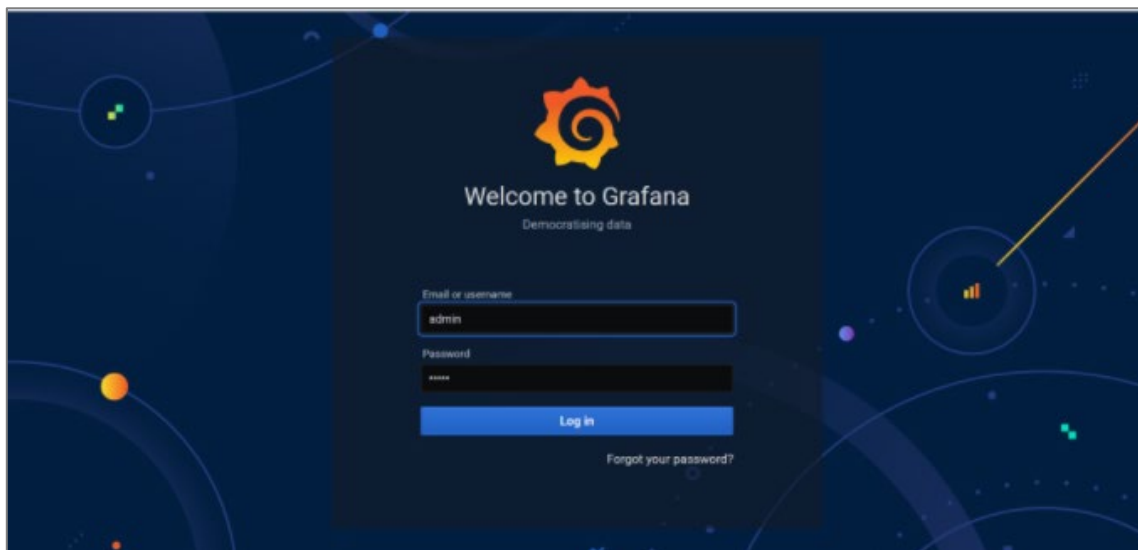 Welcome to Grafana
Democratising data
Email or username
admin
Password
•••••
Log in
Forgot your password?